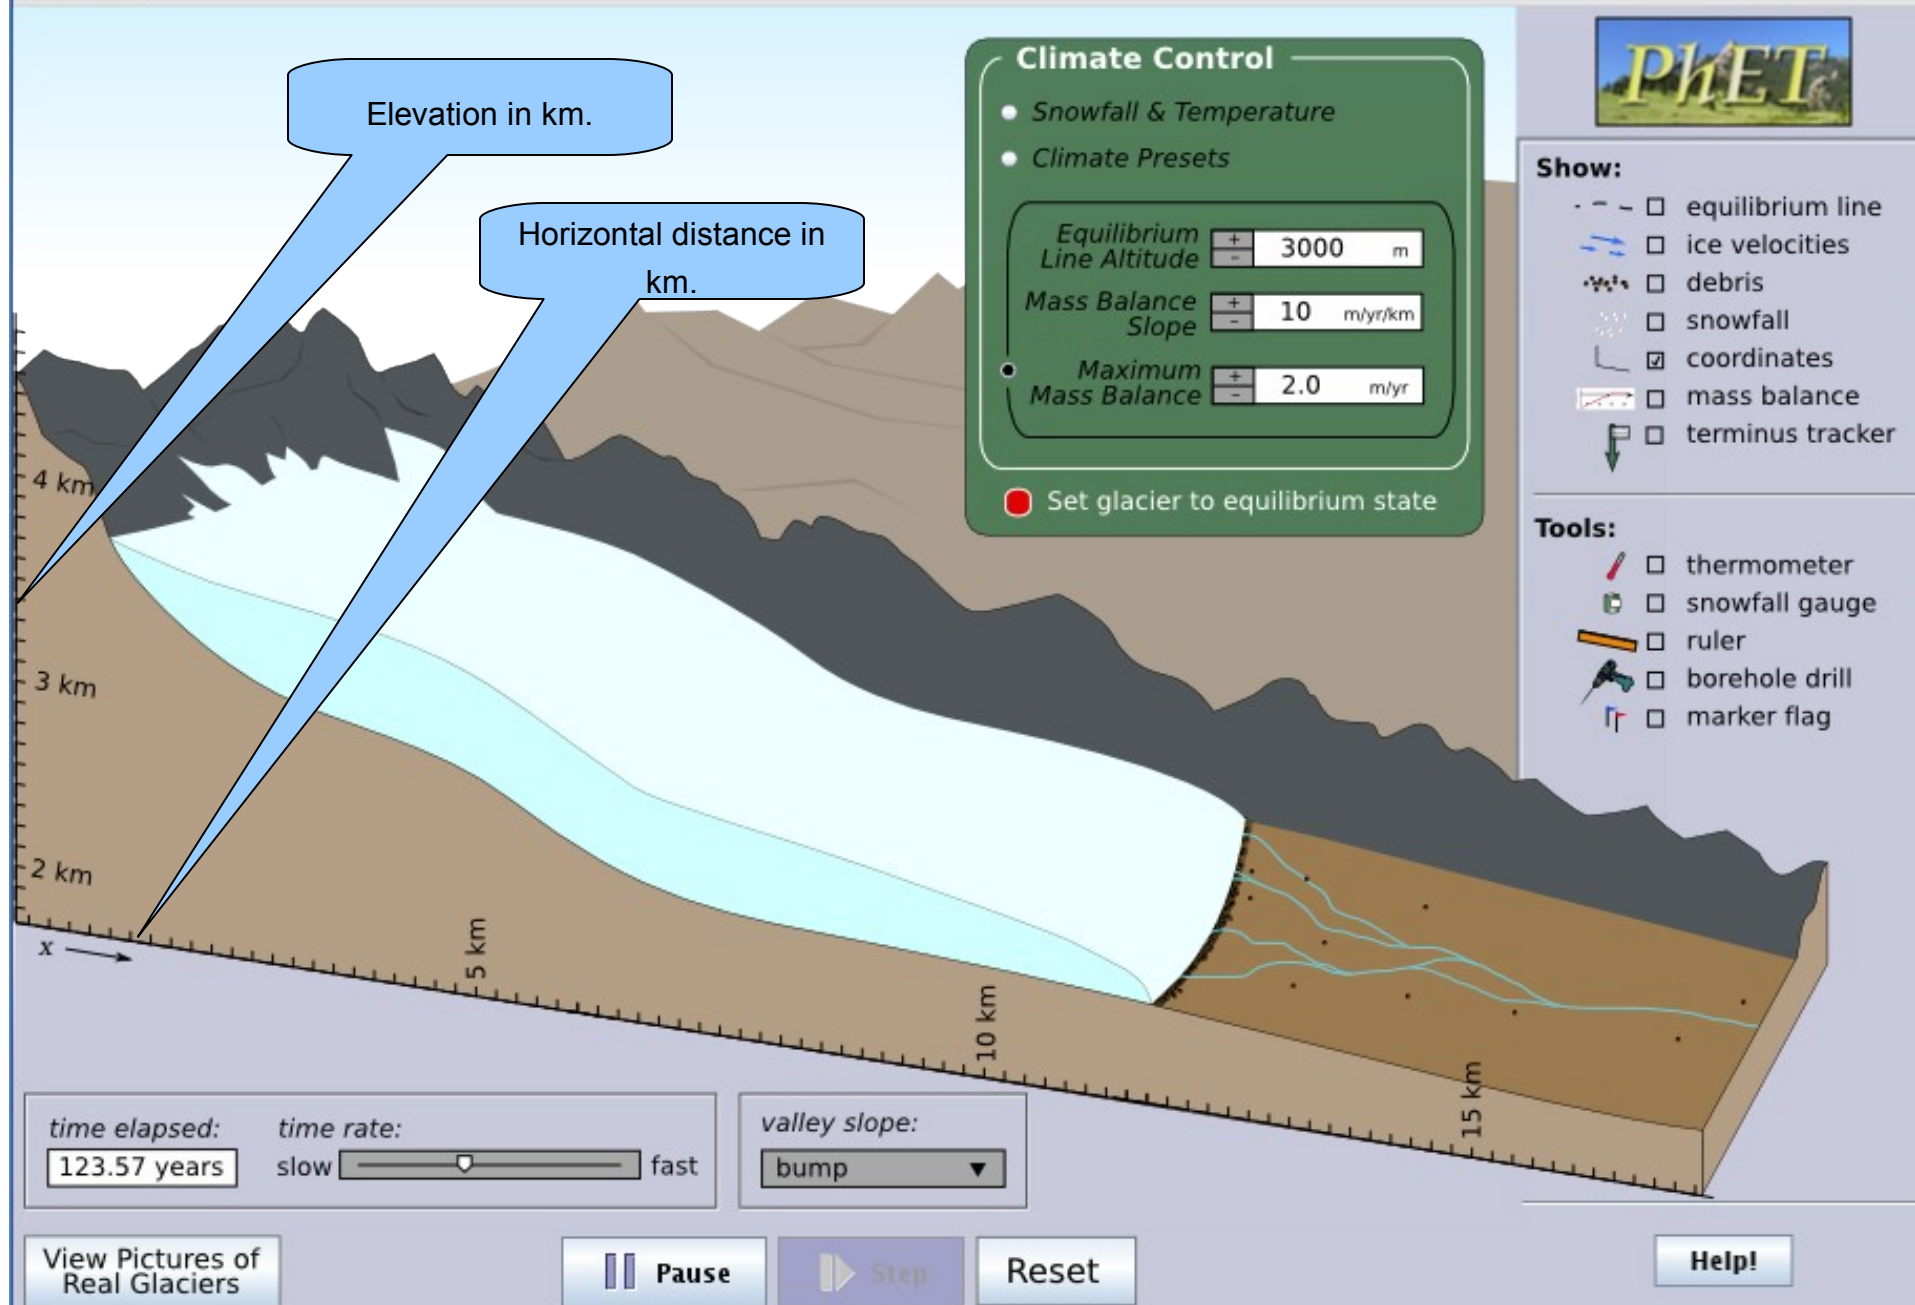 Elevation in km.
Horizontal distance in
km.
4 km
3 km
2 km
x
5 km
10 km
15 km
Climate Control
Snowfall & Temperature
Climate Presets
Equilibrium
Line Altitude
+
-
3000 m
Mass Balance
Slope
+
-
10 m/yr/km
Maximum
Mass Balance
+
-
2.0 m/yr
Set glacier to equilibrium state
PhET
Show:
equilibrium line
ice velocities
debris
snowfall
coordinates
mass balance
terminus tracker
Tools:
thermometer
snowfall gauge
ruler
borehole drill
marker flag
time elapsed:
123.57 years
time rate:
slow fast
valley slope:
bump
View Pictures of
Real Glaciers
Pause
Step
Reset
Help!